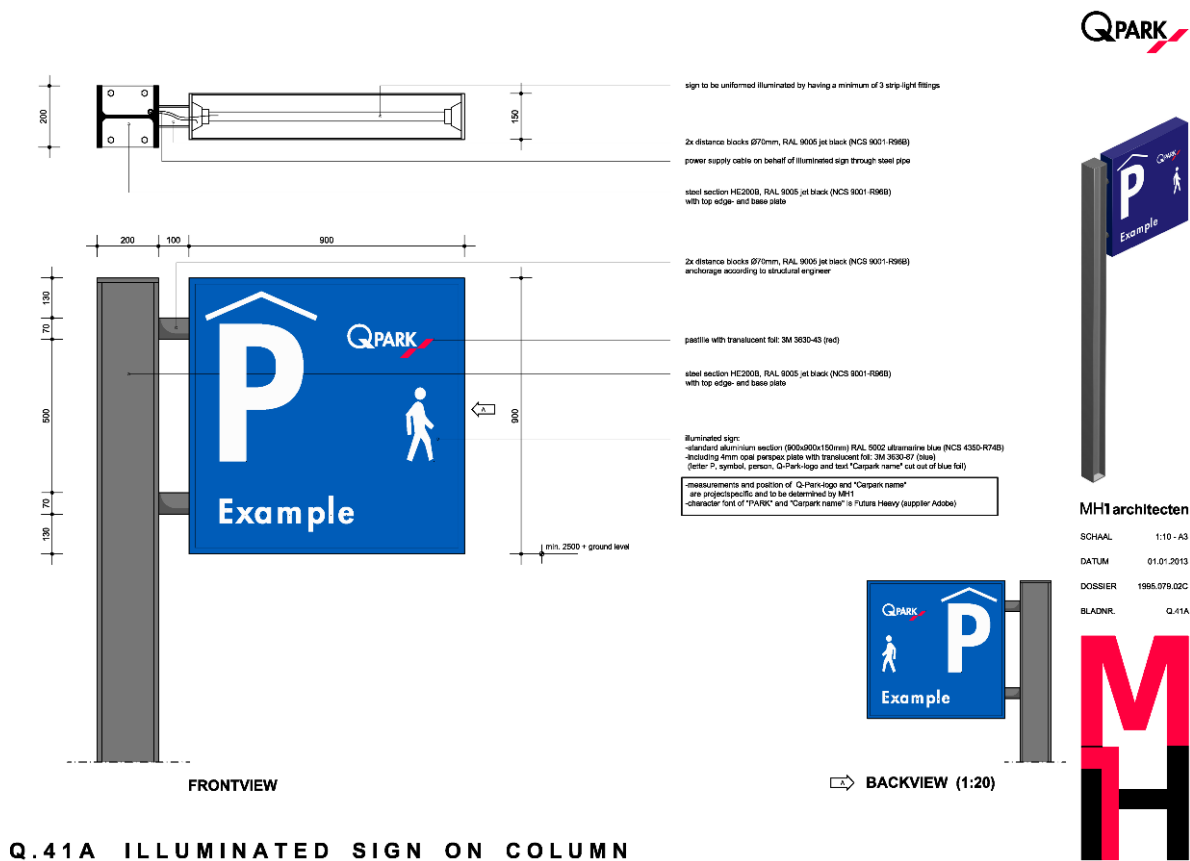 QPARK
sign to be uniformed illuminated by having a minimum of 3 strip-light fittings
200
150
2x distance blocks Ø70mm, RAL 9005 jet black (NCS 9001-R96B)
power supply cable on behalf of illuminated sign through steel pipe
steel section HE200B, RAL 9005 jet black (NCS 9001-R96B)
with top edge- and base plate
QPARK
P
Example
200
100
900
2x distance blocks Ø70mm, RAL 9005 jet black (NCS 9001-R96B)
anchorage according to structural engineer
130
70
500
70
130
P
QPARK
Example
A
900
pastille with translucent foil: 3M 3630-43 (red)
steel section HE200B, RAL 9005 jet black (NCS 9001-R96B)
with top edge- and base plate
illuminated sign:
-standard aluminium section (900x900x150mm) RAL 5002 ultramarine blue (NCS 4350-R74B)
-including 4mm opal perspex plate with translucent foil: 3M 3630-87 (blue)
(letter P, symbol, person, Q-Park-logo and text "Carpark name" cut out of blue foil)
-measurements and position of Q-Park-logo and "Carpark name"
are projectspecific and to be determined by MH1
-character font of "PARK" and "Carpark name" is Futura Heavy (supplier Adobe)
min. 2500 + ground level
MH1 architecten
SCHAAL 1:10 - A3
DATUM 01.01.2013
DOSSIER 1995.079.02C
BLADNR. Q.41A
QPARK
P
Example
FRONTVIEW
A BACKVIEW (1:20)
MH1
Q.41A ILLUMINATED SIGN ON COLUMN